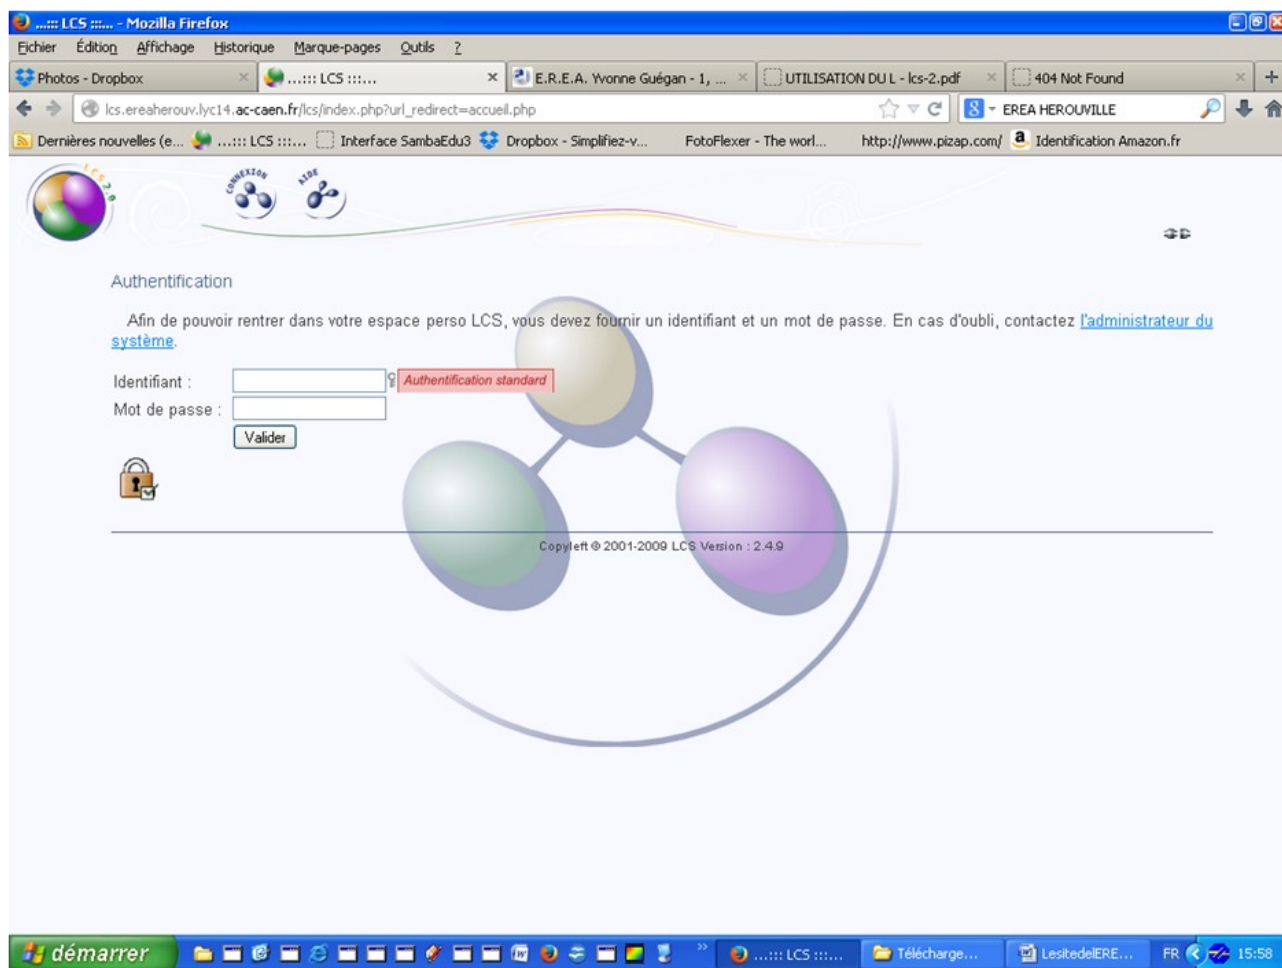 ...::: LCS :::... - Mozilla Firefox
Fichier Édition Affichage Historique Marque-pages Outils ?
Photos - Dropbox ...::: LCS :::... E.R.E.A. Yvonne Guégan - 1, ... UTILISATION DU L - lcs-2.pdf 404 Not Found
lcs.ereaherouv.lyc14.ac-caen.fr/lcs/index.php?url_redirect=accueil.php EREA HEROUVILLE
Dernières nouvelles (e... ...::: LCS :::... Interface SambaEdu3 Dropbox - Simplifiez-v... FotoFlexer - The worl... http://www.pizap.com/ Identification Amazon.fr
LCS 2.0 CONNEXION AIDE
Authentification
Afin de pouvoir rentrer dans votre espace perso LCS, vous devez fournir un identifiant et un mot de passe. En cas d'oubli, contactez l'administrateur du
système.
Identifiant : Authentification standard
Mot de passe :
Valider
Copyleft © 2001-2009 LCS Version : 2.4.9
démarrer ...::: LCS :::... Télécharge... LesitedelERE... FR 15:58